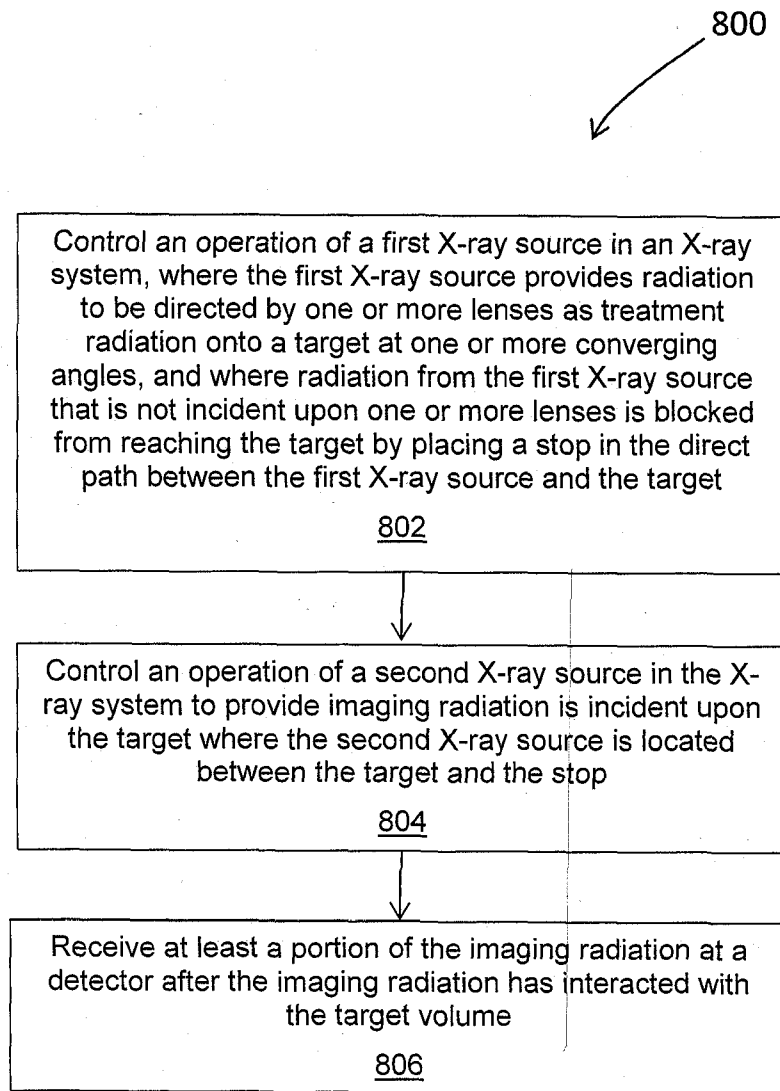 800
Control an operation of a first X-ray source in an X-ray
system, where the first X-ray source provides radiation
to be directed by one or more lenses as treatment
radiation onto a target at one or more converging
angles, and where radiation from the first X-ray source
that is not incident upon one or more lenses is blocked
from reaching the target by placing a stop in the direct
path between the first X-ray source and the target
802
Control an operation of a second X-ray source in the X-
ray system to provide imaging radiation is incident upon
the target where the second X-ray source is located
between the target and the stop
804
Receive at least a portion of the imaging radiation at a
detector after the imaging radiation has interacted with
the target volume
806